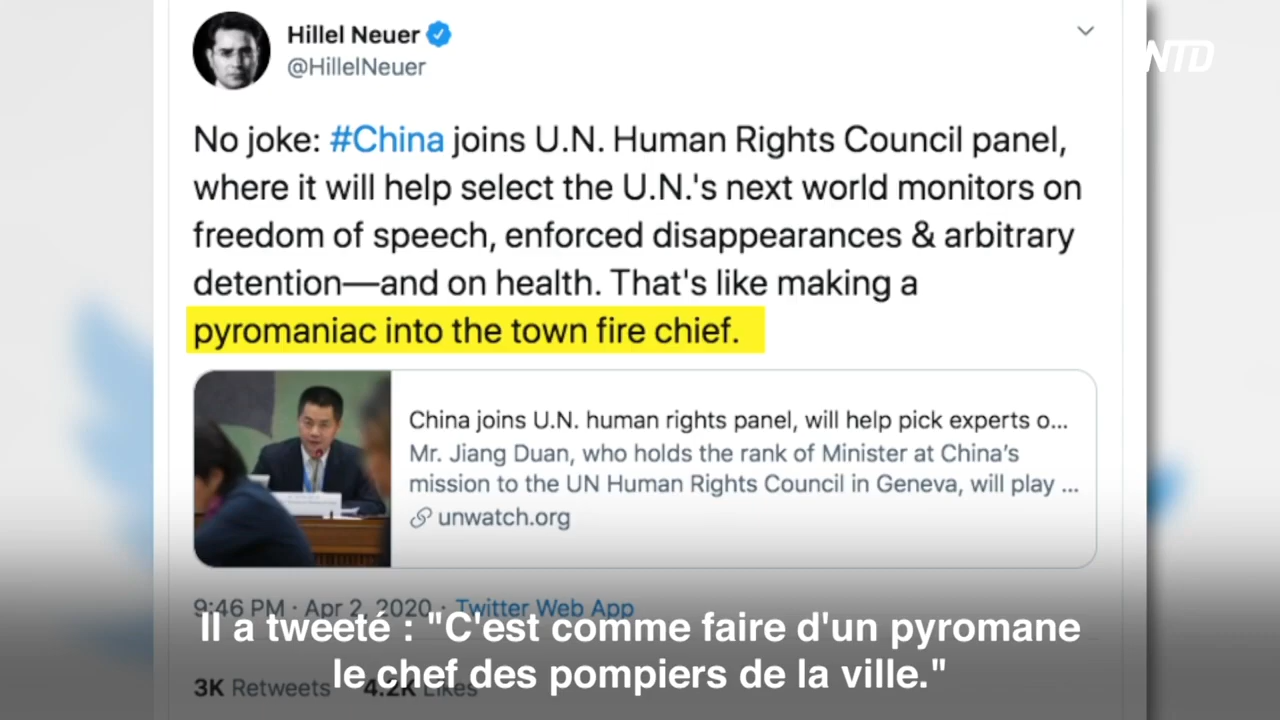 Hillel Neuer
@HillelNeuer
NTD
No joke: #China joins U.N. Human Rights Council panel,
where it will help select the U.N.'s next world monitors on
freedom of speech, enforced disappearances & arbitrary
detention—and on health. That's like making a
pyromaniac into the town fire chief.
China joins U.N. human rights panel, will help pick experts o...
Mr. Jiang Duan, who holds the rank of Minister at China's
mission to the UN Human Rights Council in Geneva, will play ...
unwatch.org
9:46 PM · Apr 2, 2020 · Twitter Web App
Il a tweeté : "C'est comme faire d'un pyromane
le chef des pompiers de la ville."
3K Retweets 4.2K Likes